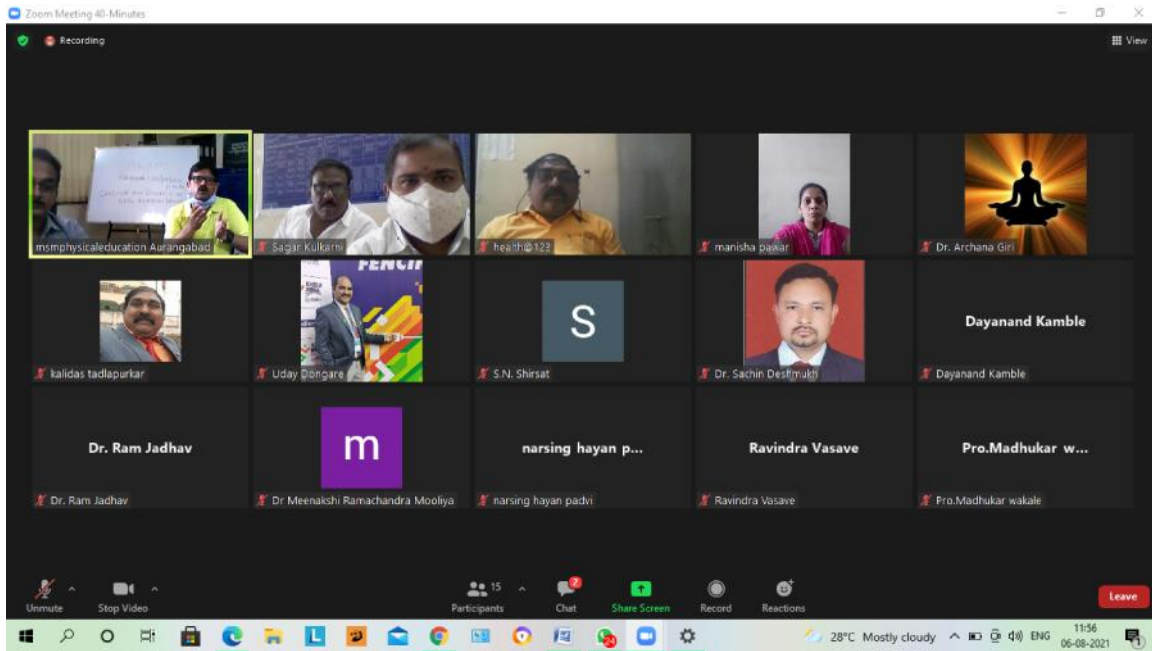 Zoom Meeting 40-Minutes
Recording
View
msmphysicaleducation Aurangabad
Sagar Kulkarni
health@123
manisha pawar
Dr. Archana Giri
kalidas tadlapurkar
FENCIN
Uday Dongare
S
S.N. Shirsat
Dr. Sachin Deshmukh
Dayanand Kamble
Dayanand Kamble
Dr. Ram Jadhav
Dr. Ram Jadhav
m
Dr Meenakshi Ramachandra Mooliya
narsing hayan p...
narsing hayan padvi
Ravindra Vasave
Ravindra Vasave
Pro.Madhukar w...
Pro.Madhukar wakale
Unmute
Stop Video
15
Participants
2
Chat
Share Screen
Record
Reactions
Leave
28°C Mostly cloudy
ENG
11:56
06-08-2021